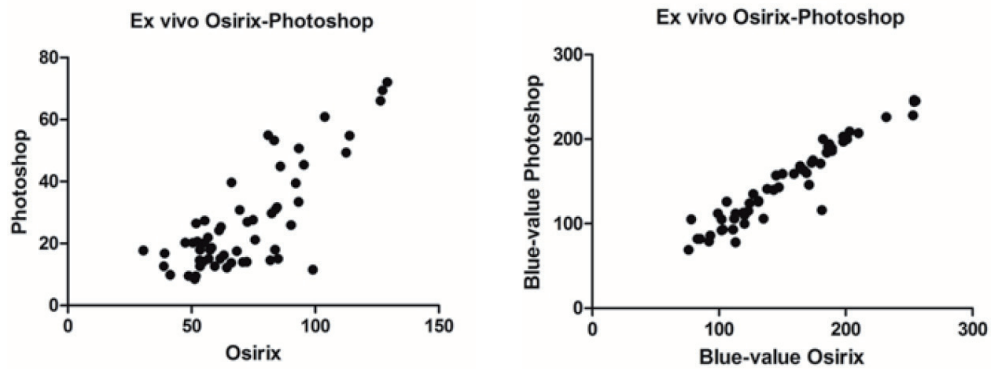 Ex vivo Osirix-Photoshop
80
60
40
20
0
Photoshop
0
50
100
150
Osirix
Ex vivo Osirix-Photoshop
300
200
100
0
Blue-value Photoshop
0
100
200
300
Blue-value Osirix